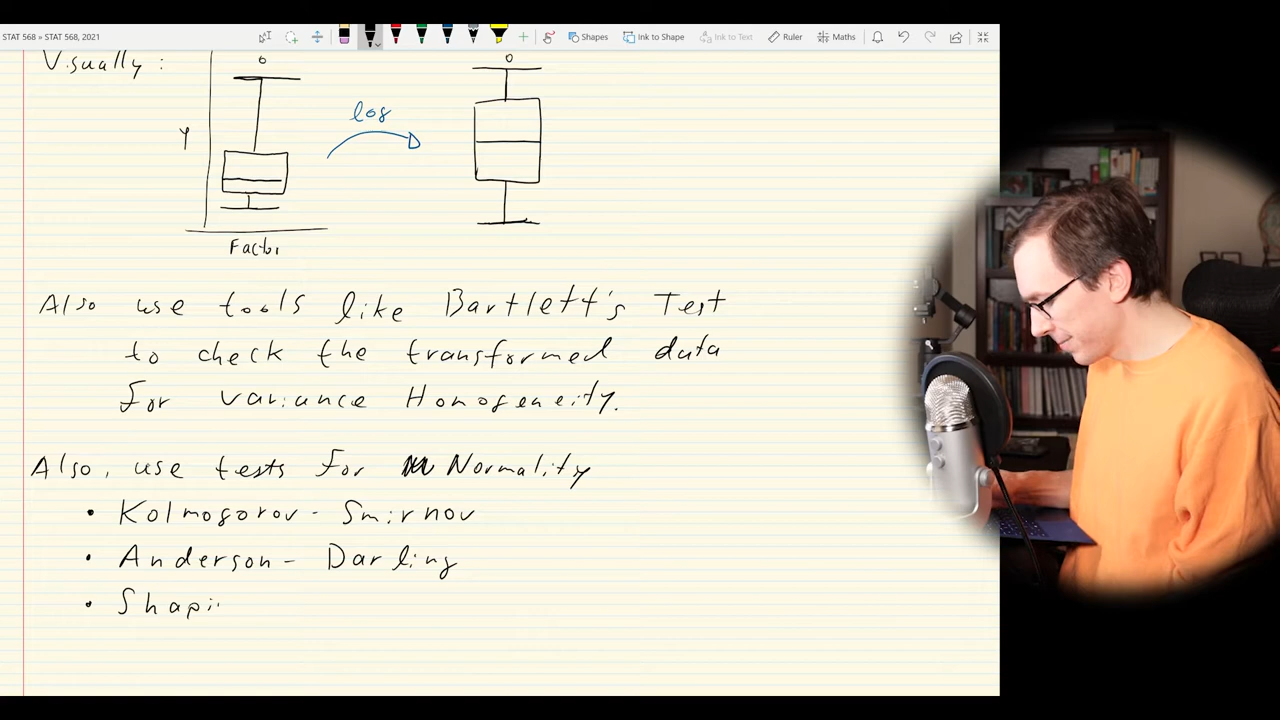 STAT 568 » STAT 568, 2021
Shapes
Ink to Shape
Ink to Text
Ruler
Maths
Visually:
Y
log
Factor
Also use tools like Bartlett's Test
to check the transformed data
for variance Homogeneity.
Also, use tests for Normality
• Kolmogorov - Smirnov
• Anderson - Darling
• Shapi